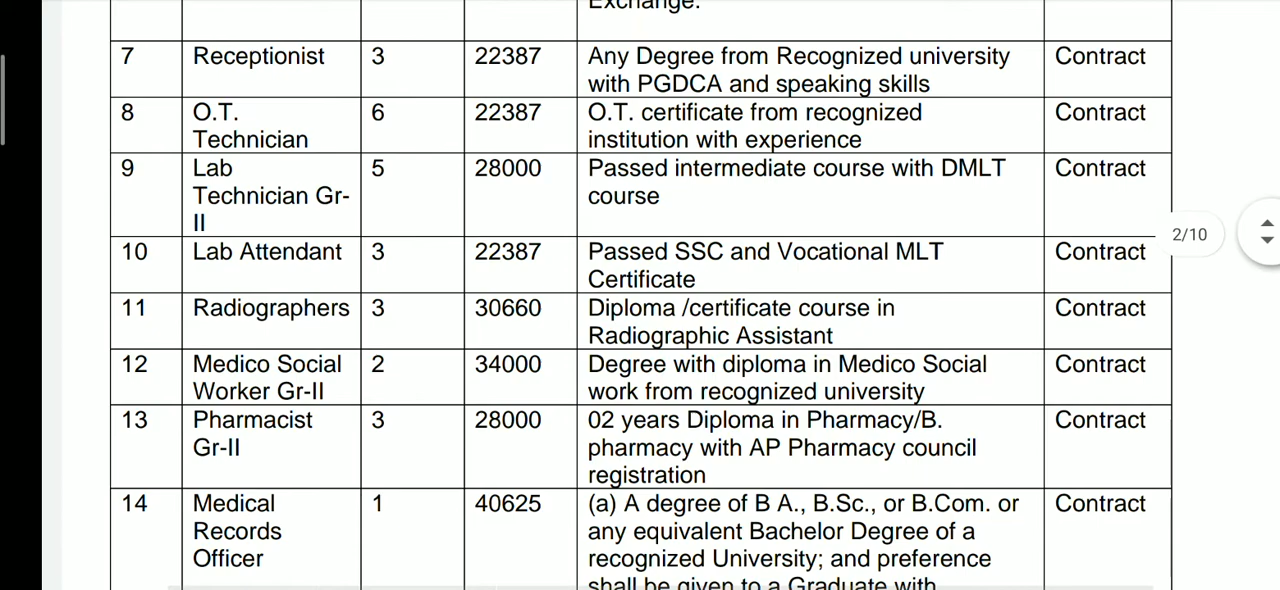 Exchange.
7 Receptionist 3 22387 Any Degree from Recognized university Contract
with PGDCA and speaking skills
8 O.T. 6 22387 O.T. certificate from recognized Contract
Technician institution with experience
9 Lab 5 28000 Passed intermediate course with DMLT Contract
Technician Gr- course
II
2/10
10 Lab Attendant 3 22387 Passed SSC and Vocational MLT Contract
Certificate
11 Radiographers 3 30660 Diploma /certificate course in Contract
Radiographic Assistant
12 Medico Social 2 34000 Degree with diploma in Medico Social Contract
Worker Gr-II work from recognized university
13 Pharmacist 3 28000 02 years Diploma in Pharmacy/B. Contract
Gr-II pharmacy with AP Pharmacy council
registration
14 Medical 1 40625 (a) A degree of B A., B.Sc., or B.Com. or Contract
Records any equivalent Bachelor Degree of a
Officer recognized University; and preference
shall be given to a Graduate with